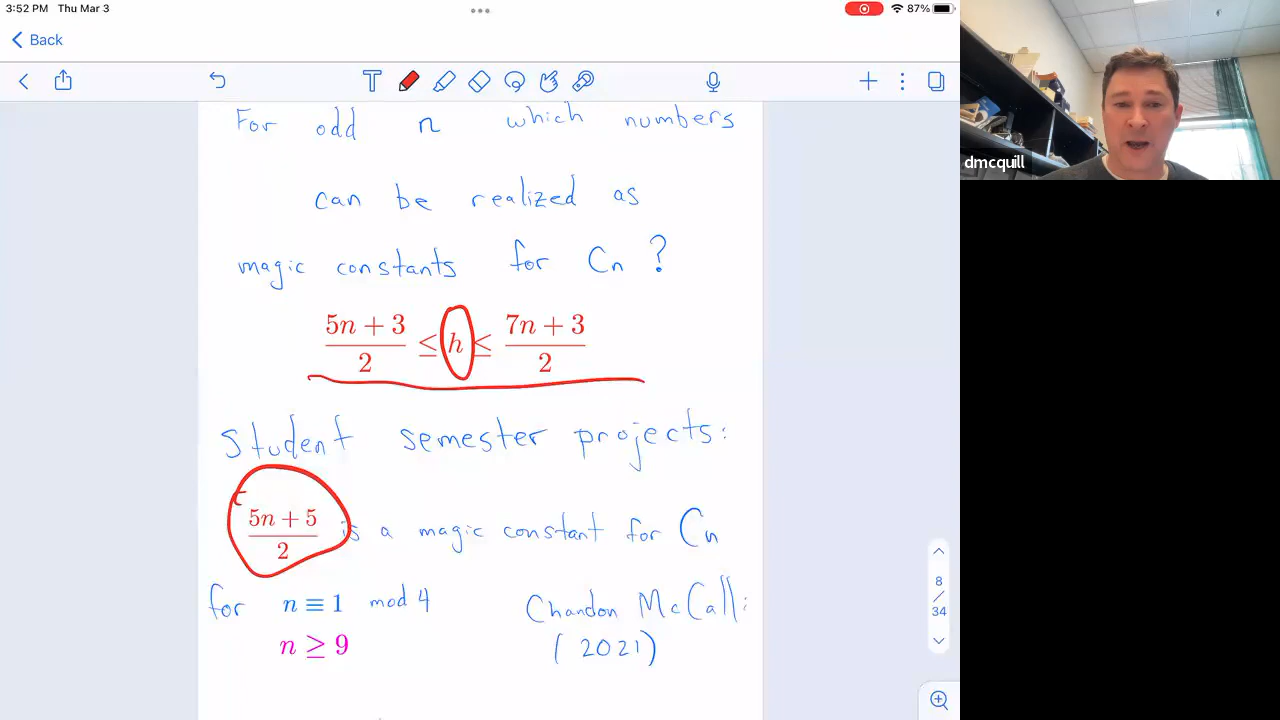 3:52 PM Thu Mar 3
87%
Back
T
For odd n which numbers
can be realized as
magic constants for Cn ?
5n + 3 / 2 ≤ h ≤ 7n + 3 / 2
Student semester projects:
5n + 5 / 2 is a magic constant for Cn
for n ≡ 1 mod 4 Chandon McCall:
n ≥ 9 (2021)
8
/
34
dmcquill